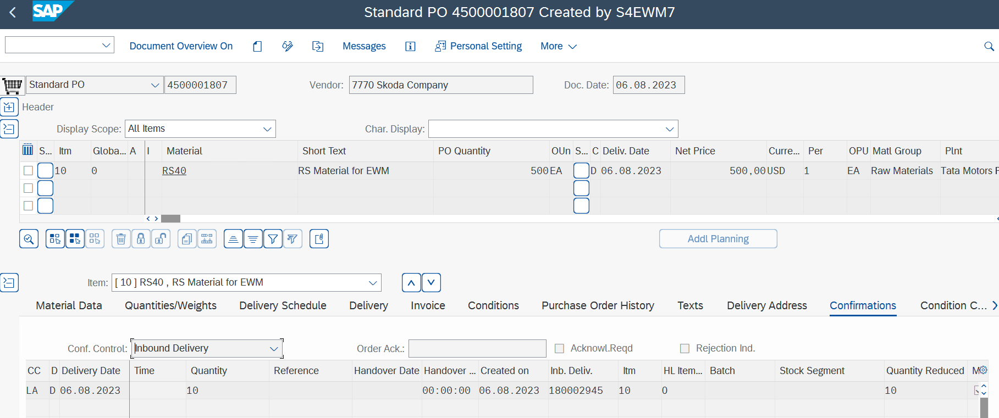 SAP Standard PO 4500001807 Created by S4EWM7
Document Overview On Messages Personal Setting More
Standard PO 4500001807 Vendor: 7770 Skoda Company Doc. Date: 06.08.2023
Header
Display Scope: All Items Char. Display:
S... Itm Globa... A I Material Short Text PO Quantity OUn S... C Deliv. Date Net Price Curre... Per OPU Matl Group Plnt
10 0 RS40 RS Material for EWM 500 EA D 06.08.2023 500,00 USD 1 EA Raw Materials Tata Motors P
Addl Planning
Item: [ 10 ] RS40 , RS Material for EWM
Material Data Quantities/Weights Delivery Schedule Delivery Invoice Conditions Purchase Order History Texts Delivery Address Confirmations Condition C...
Conf. Control: Inbound Delivery Order Ack.: Acknowl.Reqd Rejection Ind.
CC D Delivery Date Time Quantity Reference Handover Date Handover ... Created on Inb. Deliv. Itm HL Item... Batch Stock Segment Quantity Reduced M
LA D 06.08.2023 10 00:00:00 06.08.2023 180002945 10 0 10